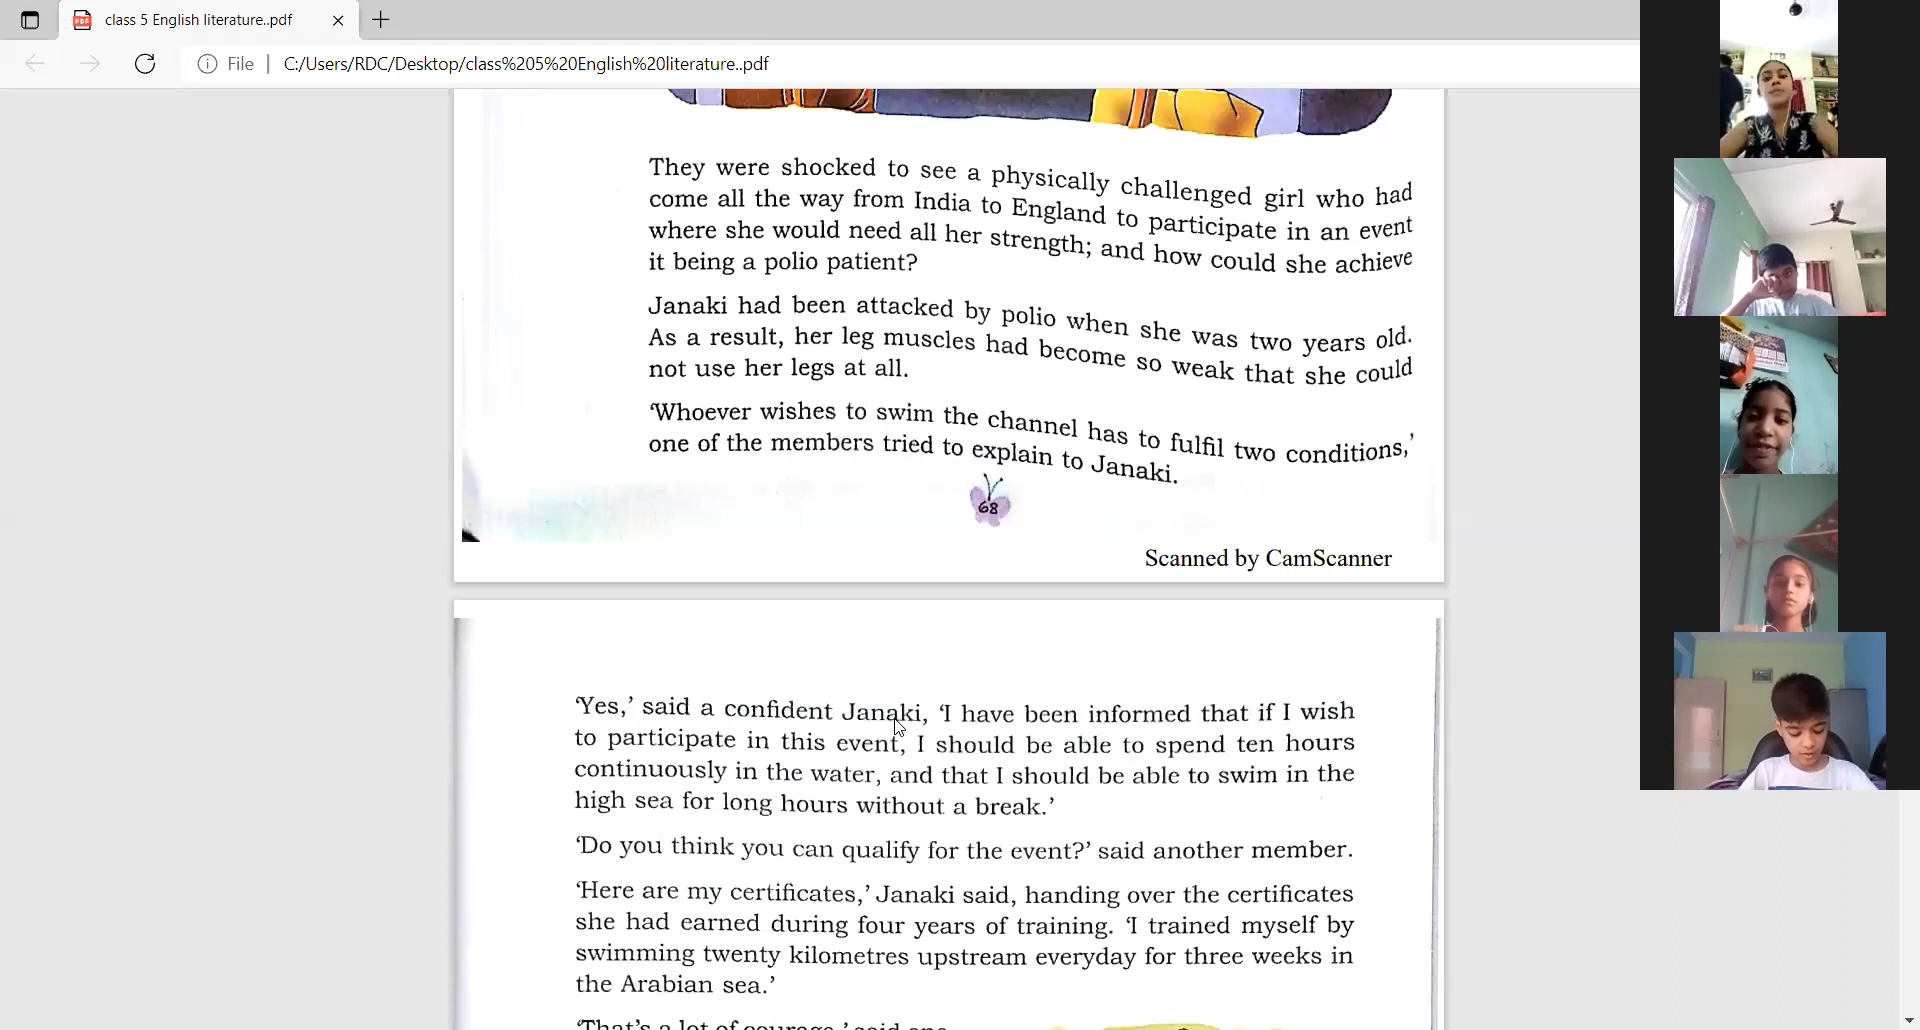 class 5 English literature..pdf
File
C:/Users/RDC/Desktop/class%205%20English%20literature..pdf
They were shocked to see a physically challenged girl who had
come all the way from India to England to participate in an event
where she would need all her strength; and how could she achieve
it being a polio patient?
Janaki had been attacked by polio when she was two years old.
As a result, her leg muscles had become so weak that she could
not use her legs at all.
‘Whoever wishes to swim the channel has to fulfil two conditions,’
one of the members tried to explain to Janaki.
68
Scanned by CamScanner
‘Yes,’ said a confident Janaki, ‘I have been informed that if I wish
to participate in this event, I should be able to spend ten hours
continuously in the water, and that I should be able to swim in the
high sea for long hours without a break.’
‘Do you think you can qualify for the event?’ said another member.
‘Here are my certificates,’ Janaki said, handing over the certificates
she had earned during four years of training. ‘I trained myself by
swimming twenty kilometres upstream everyday for three weeks in
the Arabian sea.’
‘That’s a lot of courage,’ said one